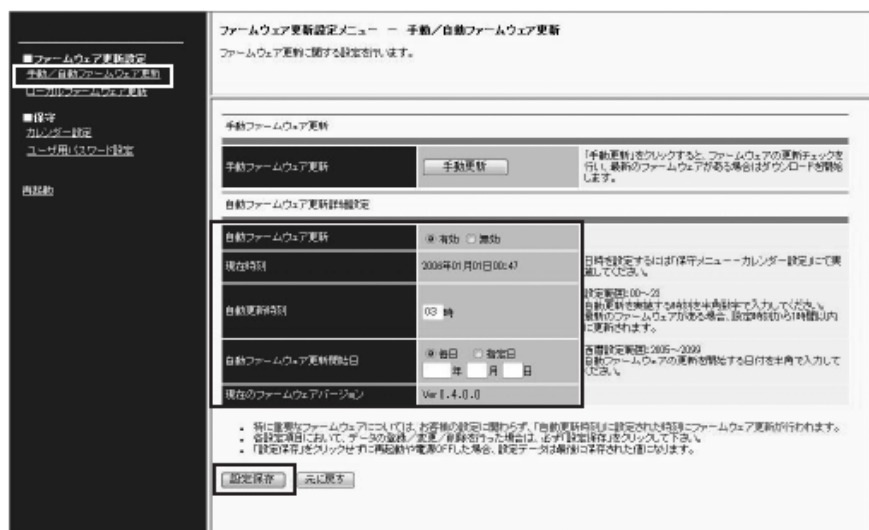 ファームウェア更新設定メニュー － 手動／自動ファームウェア更新
ファームウェア更新に関する設定を行います。
■ファームウェア更新設定
手動／自動ファームウェア更新
ローカルファームウェア更新
■保守
カレンダー設定
ユーザ用パスワード設定
再起動
手動ファームウェア更新
手動ファームウェア更新
手動更新
「手動更新」をクリックすると、ファームウェアの更新チェックを
行い、最新のファームウェアがある場合はダウンロードを開始
します。
自動ファームウェア更新詳細設定
自動ファームウェア更新
有効 無効
現在時刻
2006年01月01日00:47
日時を設定するには「保守メニュー－カレンダー設定」にて実
施してください。
自動更新時刻
03 時
設定範囲:00～23
自動更新を実施する時刻を半角数字で入力してください。
最新のファームウェアがある場合、設定時刻から1時間以内
に更新されます。
自動ファームウェア更新開始日
毎日 指定日
年 月 日
西暦設定範囲:2005～2099
自動ファームウェアの更新を開始する日付を半角で入力して
ください。
現在のファームウェアバージョン
Ver1.4.0.0
特に重要なファームウェアについては、お客様の設定に関わらず、「自動更新時刻」に設定された時刻にファームウェア更新が行われます。
各設定項目において、データの登録／変更／削除を行った場合は、必ず「設定保存」をクリックして下さい。
「設定保存」をクリックせずに再起動や電源OFFした場合、設定データは最後に保存された値になります。
設定保存
元に戻す